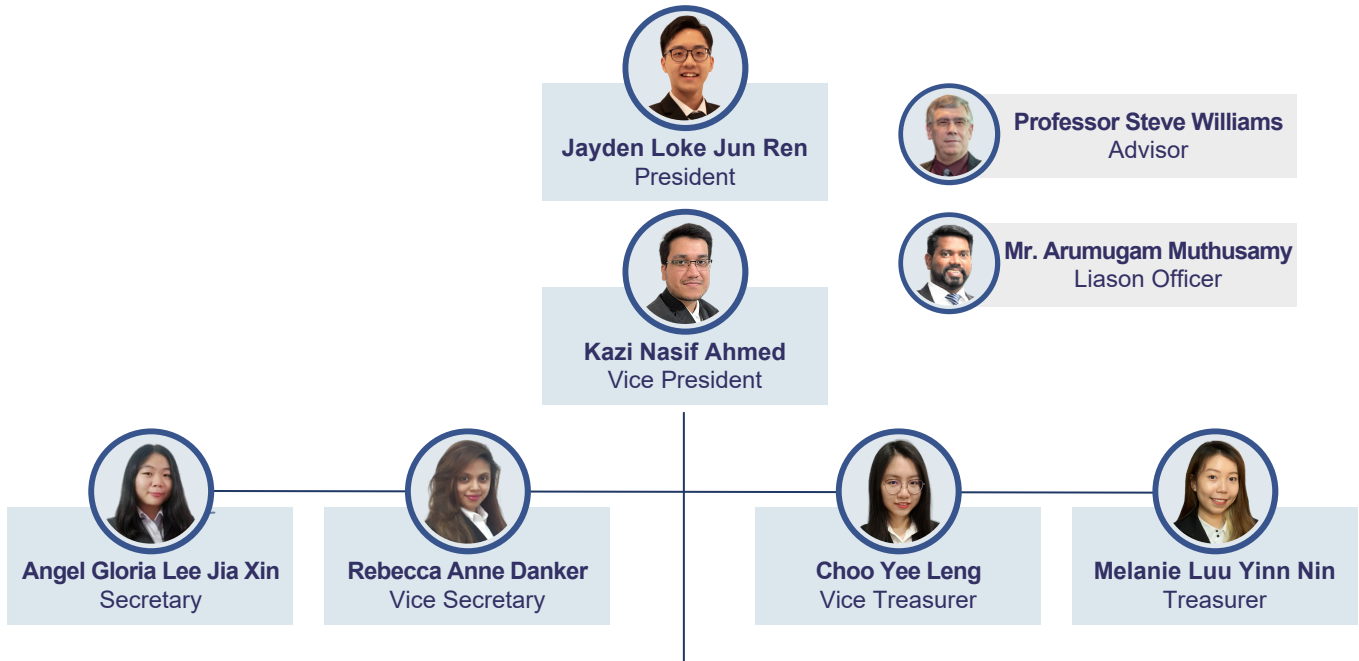 Jayden Loke Jun Ren
President
Professor Steve Williams
Advisor
Mr. Arumugam Muthusamy
Liason Officer
Kazi Nasif Ahmed
Vice President
Angel Gloria Lee Jia Xin
Secretary
Rebecca Anne Danker
Vice Secretary
Choo Yee Leng
Vice Treasurer
Melanie Luu Yinn Nin
Treasurer